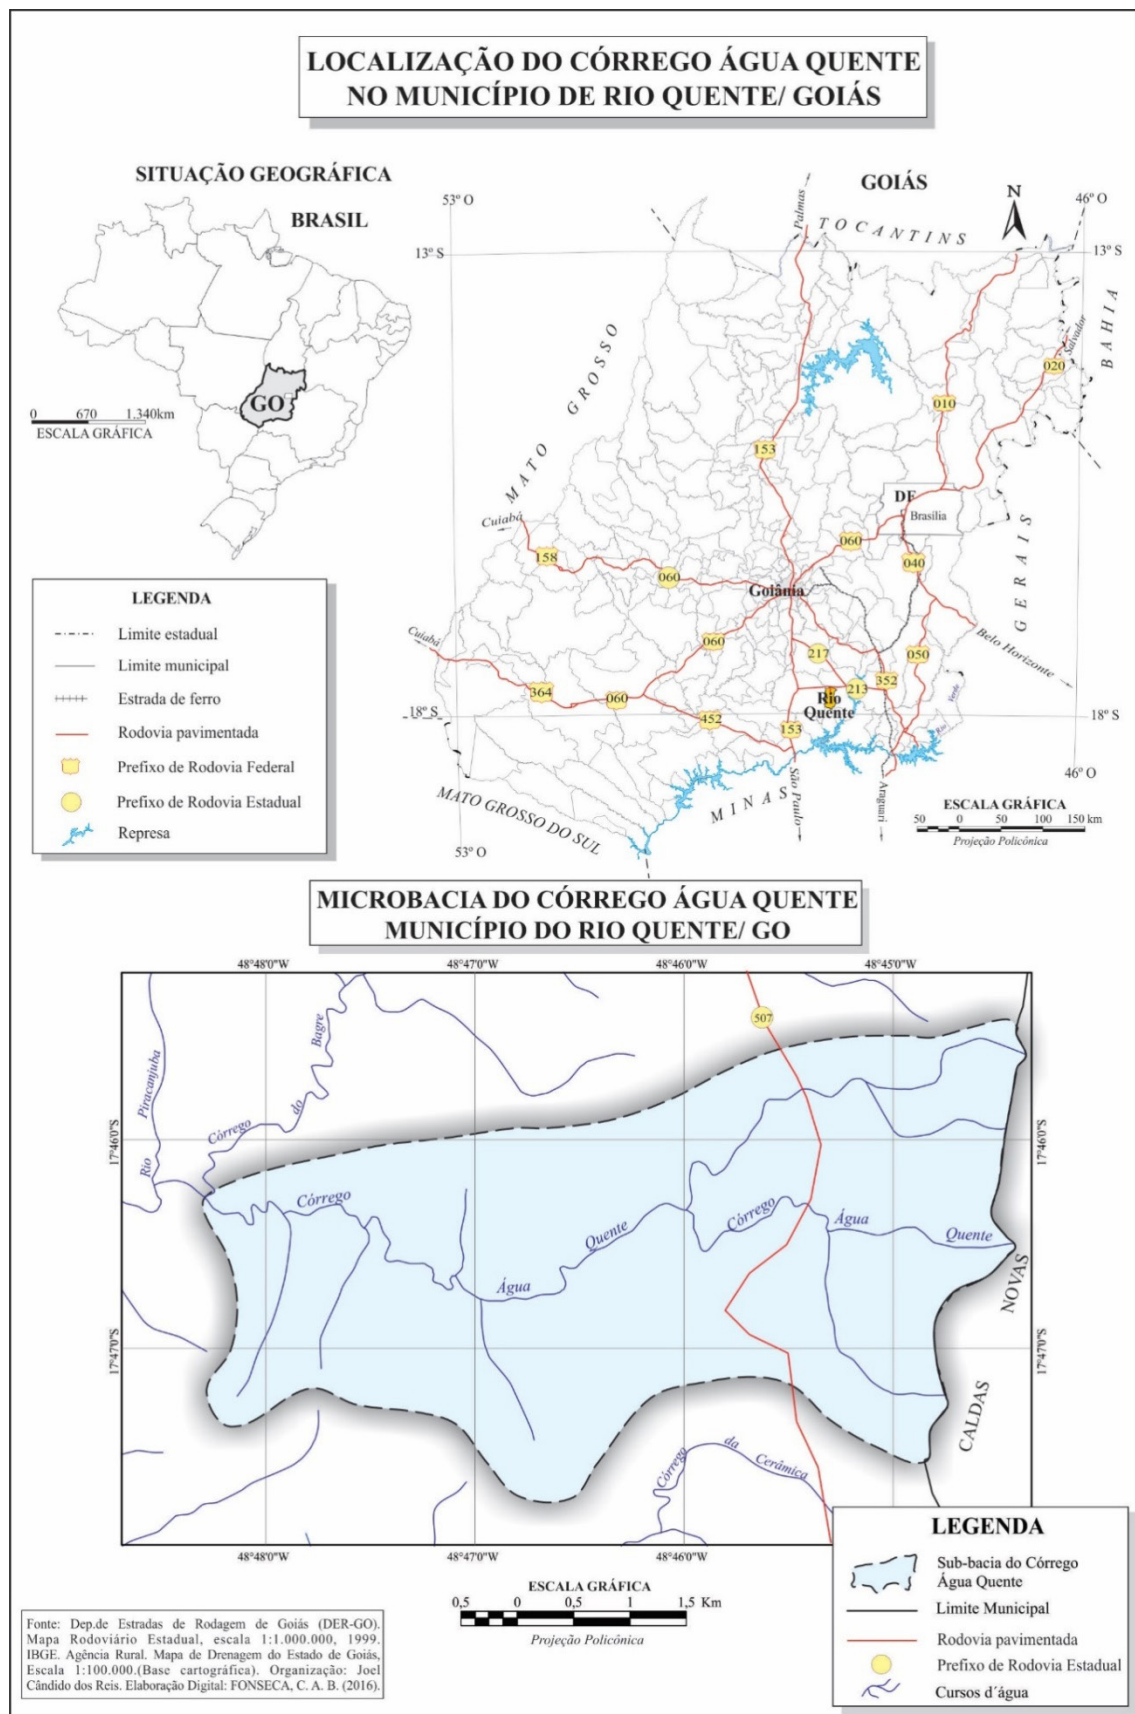 LOCALIZAÇÃO DO CÓRREGO ÁGUA QUENTE
NO MUNICÍPIO DE RIO QUENTE/ GOIÁS
SITUAÇÃO GEOGRÁFICA
BRASIL
GO
0 670 1.340km
ESCALA GRÁFICA
GOIÁS
N
53º O
46º O
13º S
13º S
Palmas
TOCANTINS
BAHIA
Salvador
MATO GROSSO
020
010
153
DF
Brasília
Cuiabá
158
060
060
040
Goiânia
GERAIS
Belo Horizonte
Cuiabá
060
217
050
364
060
213
352
Rio
Quente
452
153
Rio Verde
18º S
18º S
46º O
MATO GROSSO DO SUL
MINAS
São Paulo
Araguari
53º O
ESCALA GRÁFICA
50 0 50 100 150 km
Projeção Policônica
LEGENDA
Limite estadual
Limite municipal
Estrada de ferro
Rodovia pavimentada
Prefixo de Rodovia Federal
Prefixo de Rodovia Estadual
Represa
MICROBACIA DO CÓRREGO ÁGUA QUENTE
MUNICÍPIO DO RIO QUENTE/ GO
48°48'0"W 48°47'0"W 48°46'0"W 48°45'0"W
507
Rio Piracanjuba
Córrego do Bagre
17°46'0"S
17°46'0"S
Córrego Água Quente Córrego Água Quente
17°47'0"S
17°47'0"S
CALDAS NOVAS
Córrego da Cerâmica
48°48'0"W 48°47'0"W 48°46'0"W
ESCALA GRÁFICA
0,5 0 0,5 1 1,5 Km
Projeção Policônica
LEGENDA
Sub-bacia do Córrego
Água Quente
Limite Municipal
Rodovia pavimentada
Prefixo de Rodovia Estadual
Cursos d´água
Fonte: Dep.de Estradas de Rodagem de Goiás (DER-GO).
Mapa Rodoviário Estadual, escala 1:1.000.000, 1999.
IBGE. Agência Rural. Mapa de Drenagem do Estado de Goiás,
Escala 1:100.000.(Base cartográfica). Organização: Joel
Cândido dos Reis. Elaboração Digital: FONSECA, C. A. B. (2016).